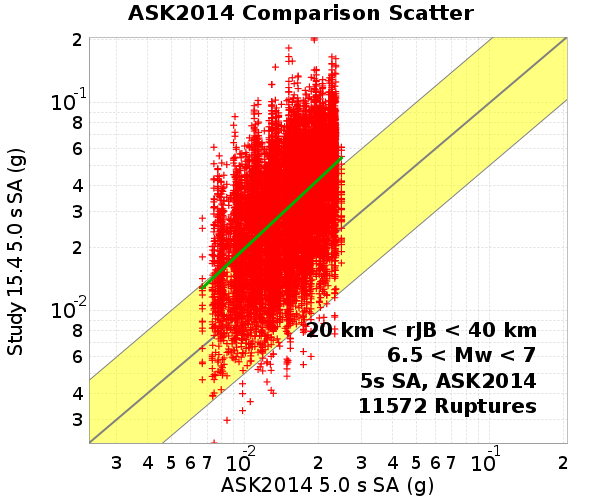 ASK2014 Comparison Scatter
Study 15.4 5.0 s SA (g)
2
10-1
8
6
4
3
2
10-2
8
6
4
3
20 km < rJB < 40 km
6.5 < Mw < 7
5s SA, ASK2014
11572 Ruptures
3 4 5 6 7 10-2 2 3 4 5 6 7 10-1 2
ASK2014 5.0 s SA (g)